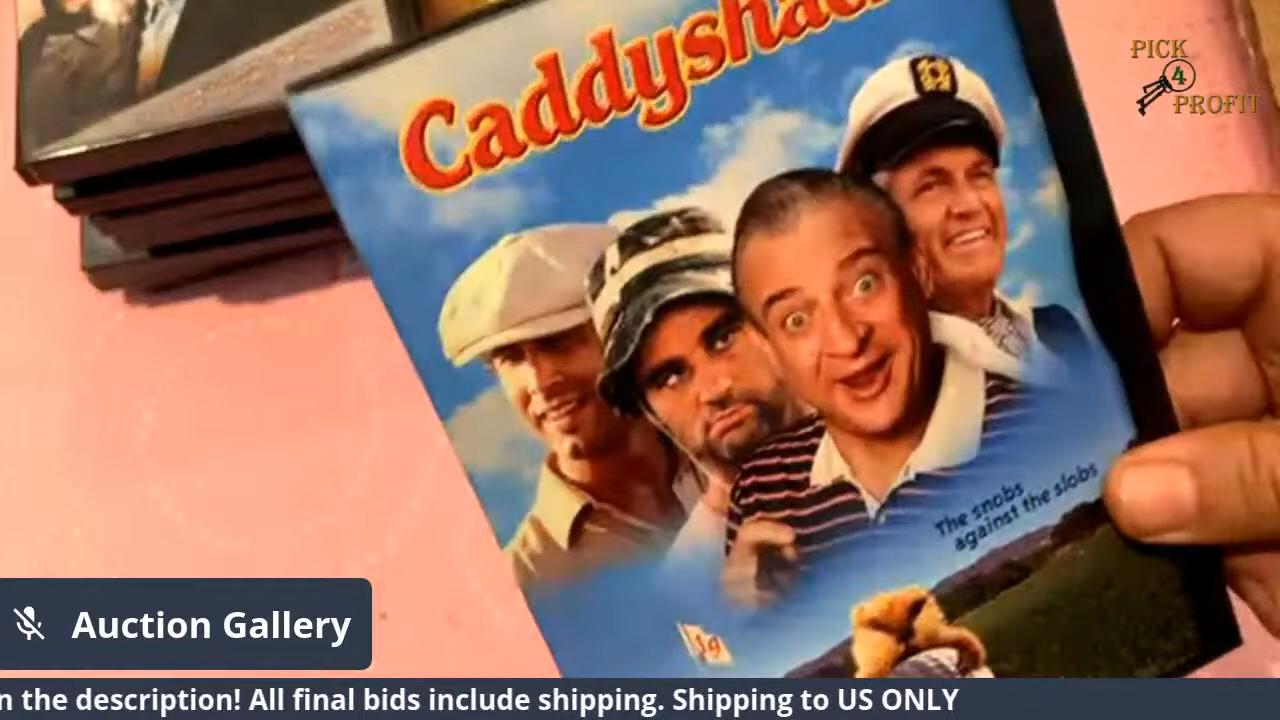 Caddyshack
PICK
4
PROFIT
The snobs
against the slobs
Auction Gallery
n the description! All final bids include shipping. Shipping to US ONLY